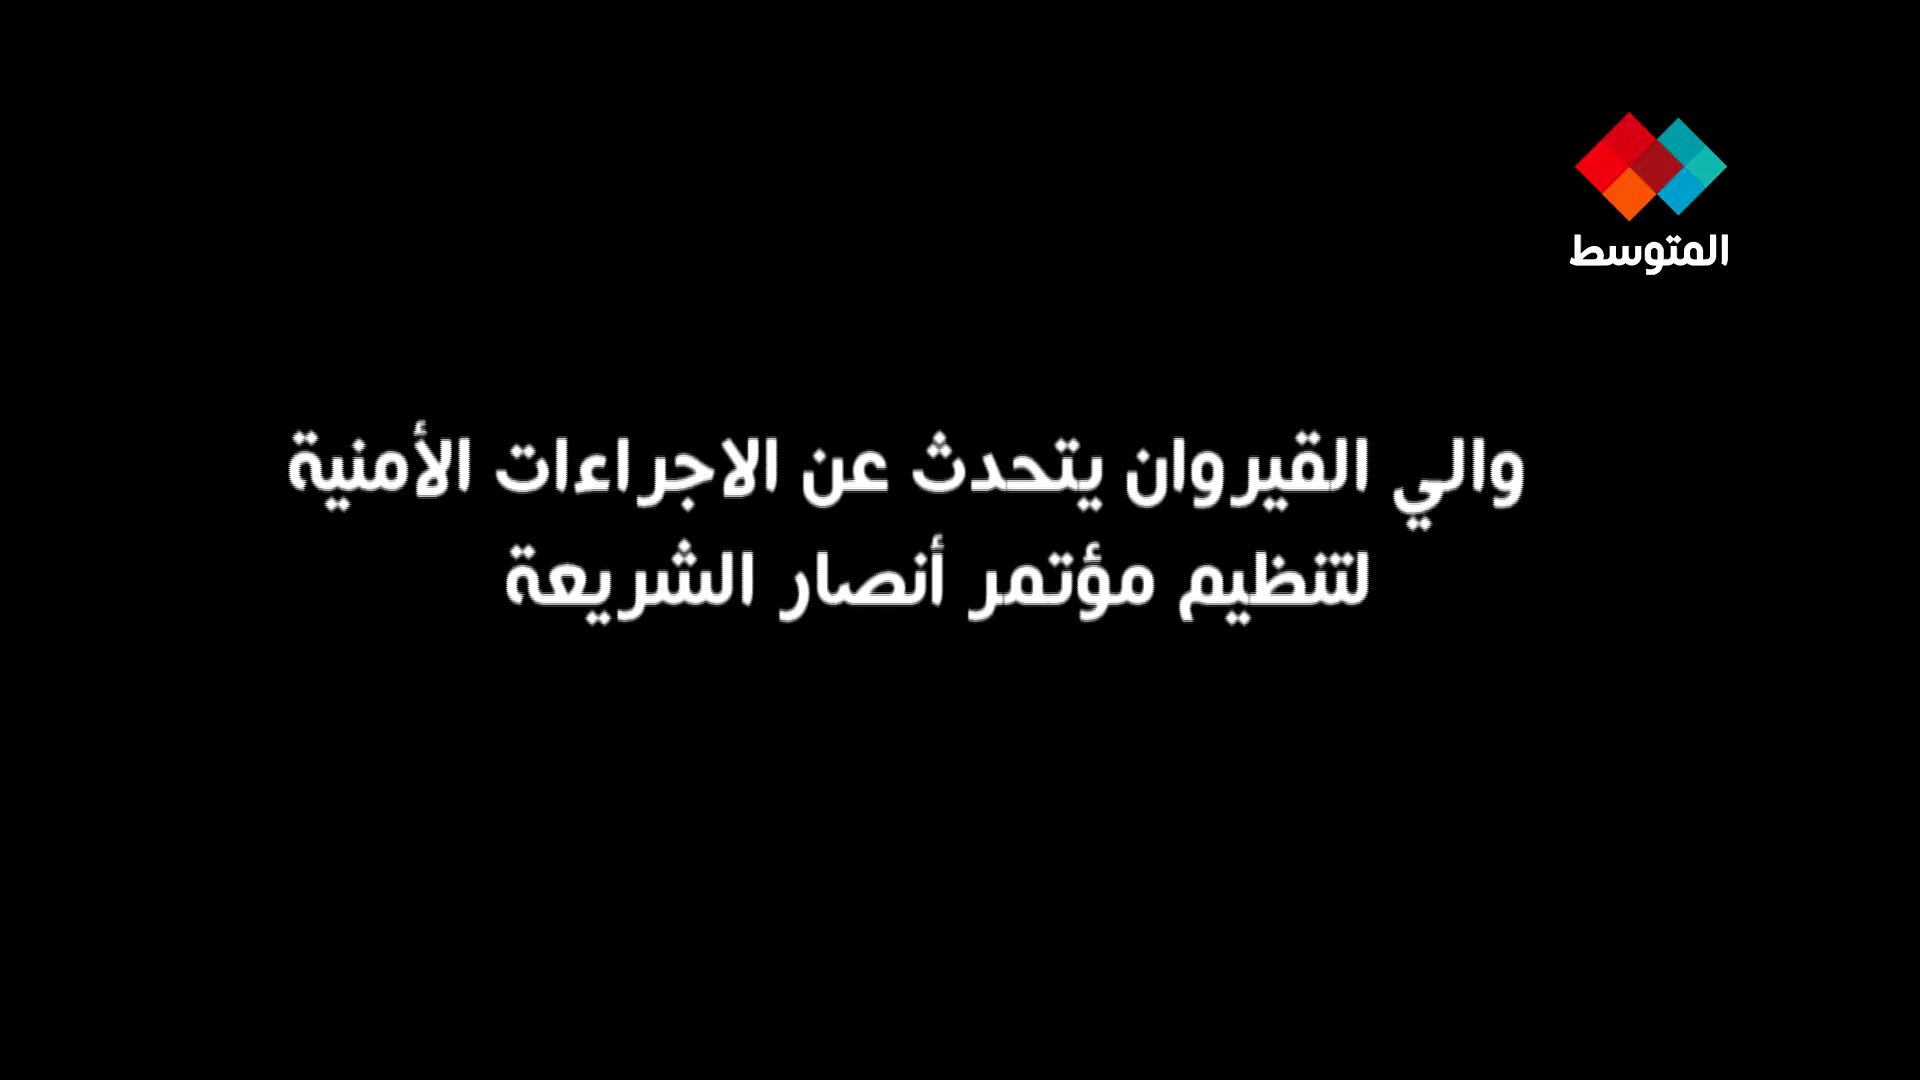 المتوسط
والي القيروان يتحدث عن الاجراءات الأمنية
لتنظيم مؤتمر أنصار الشريعة